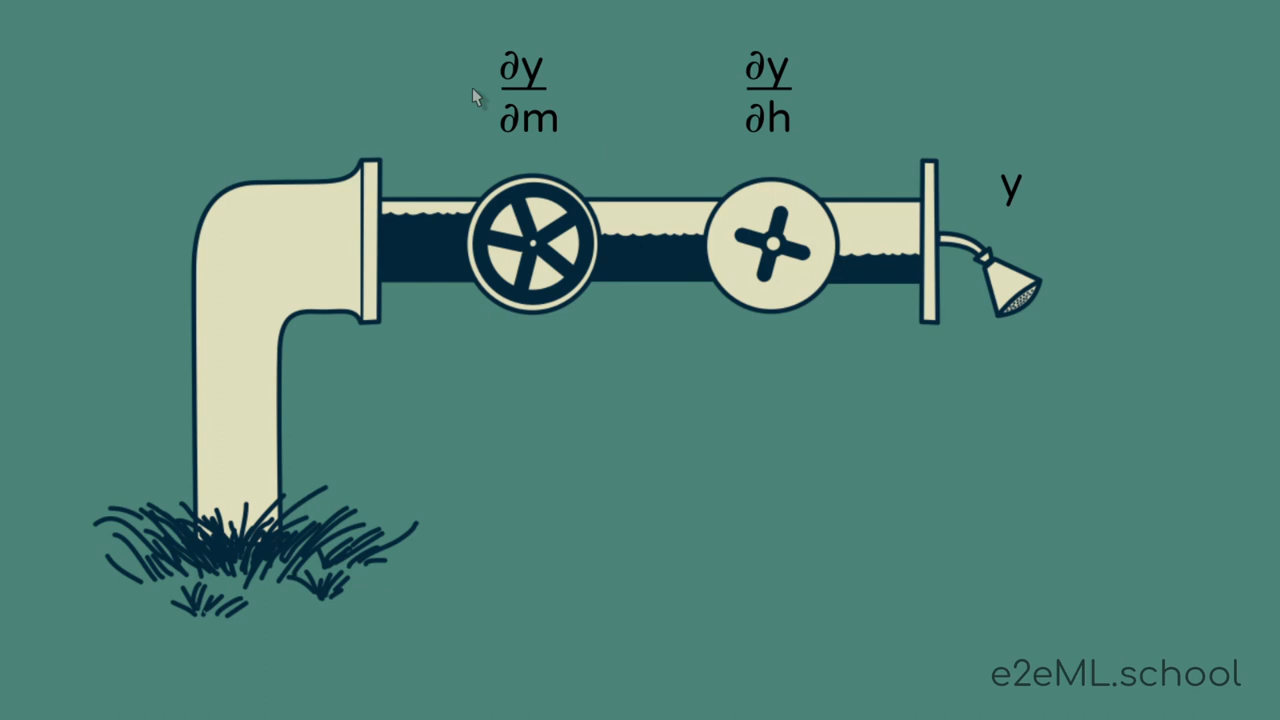 ∂y ∂y
∂m ∂h
y
e2eML.school